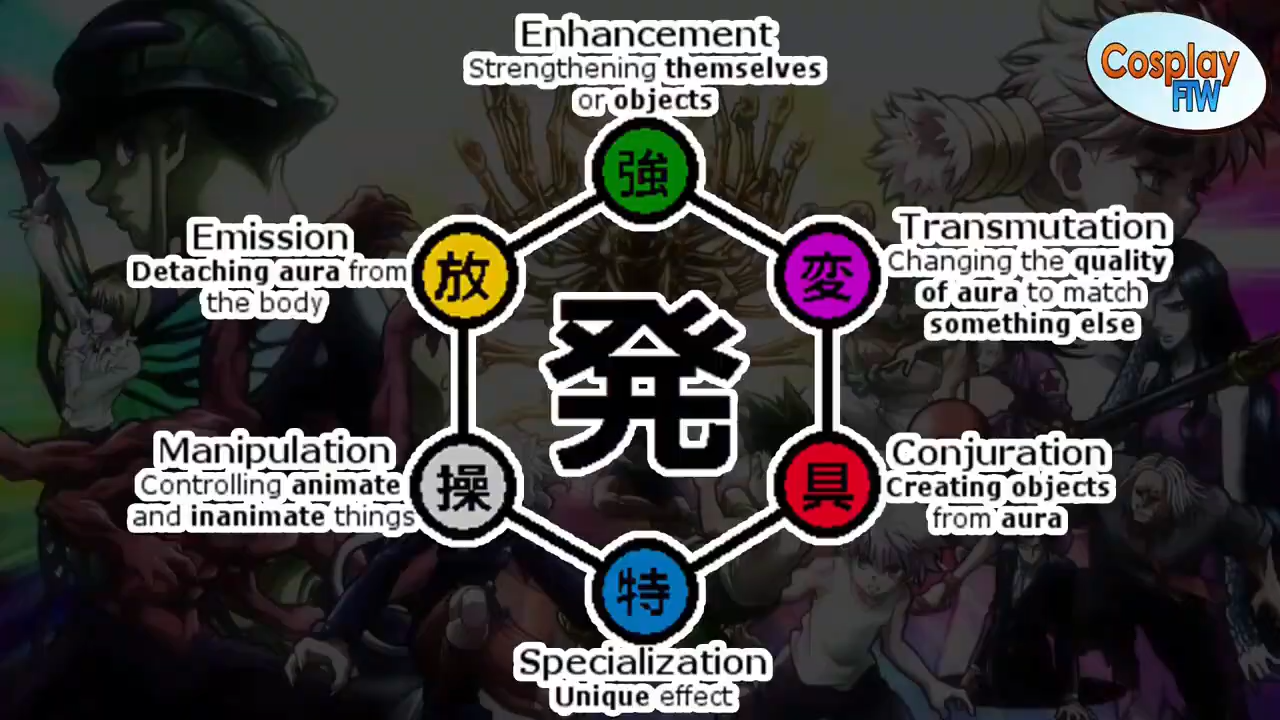 Enhancement
Strengthening themselves
or objects
Cosplay
FTW
強
Emission
Detaching aura from
the body
放
変
Transmutation
Changing the quality
of aura to match
something else
発
Manipulation
Controlling animate
and inanimate things
操
具
Conjuration
Creating objects
from aura
特
Specialization
Unique effect